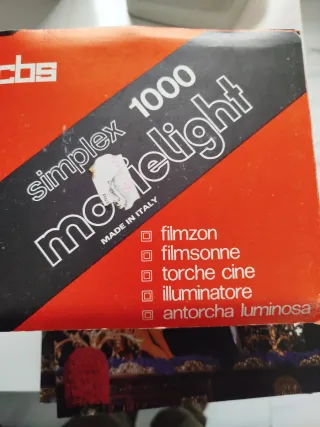 cbs
simplex 1000
movielight
MADE IN ITALY
filmzon
filmsonne
torche cine
illuminatore
antorcha luminosa